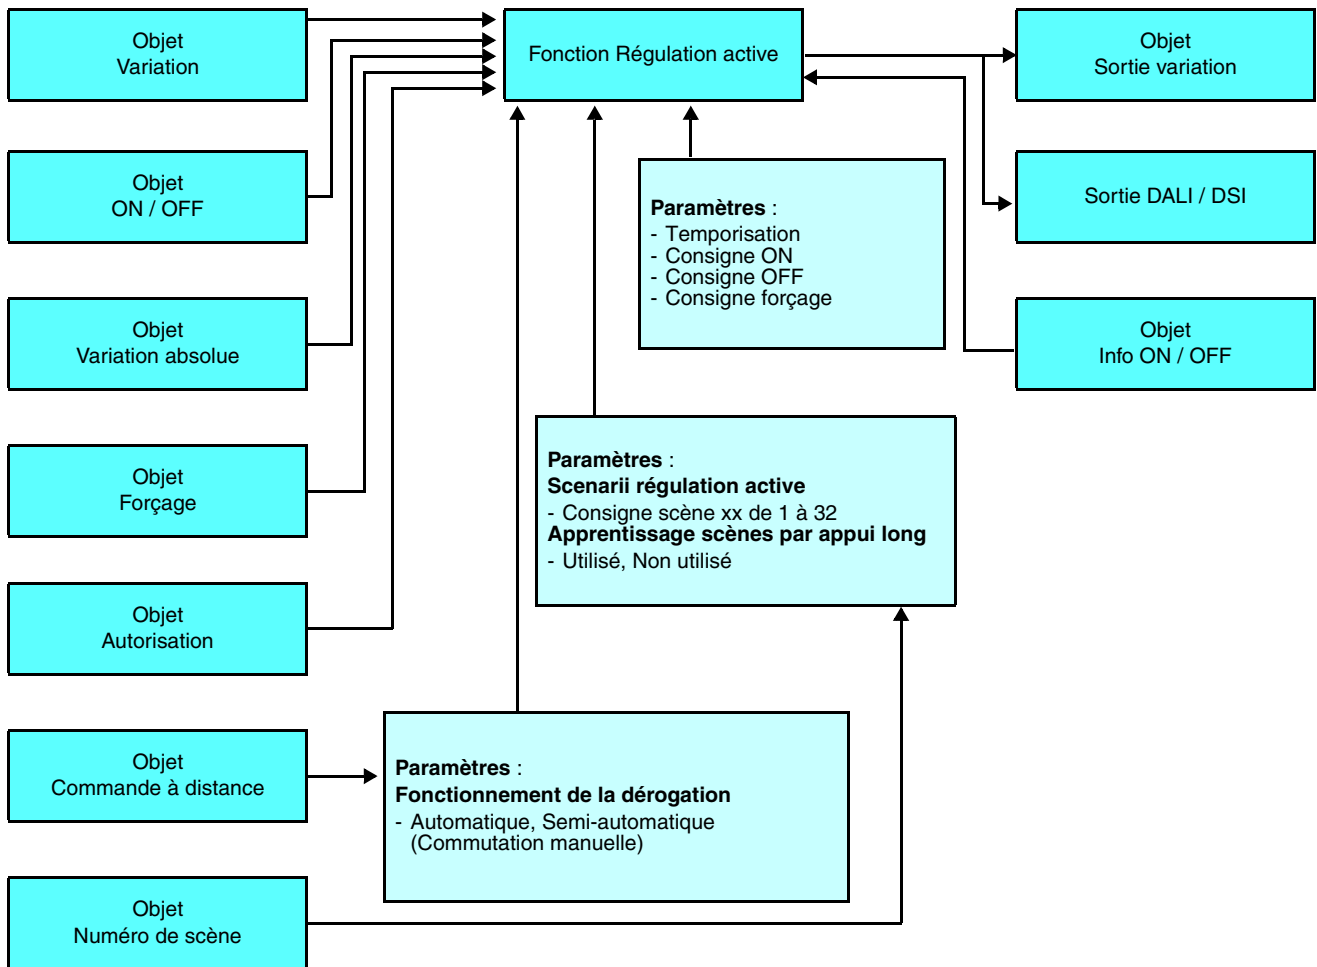 Objet
Variation
Fonction Régulation active
Objet
Sortie variation
Objet
ON / OFF
Sortie DALI / DSI
Paramètres :
- Temporisation
- Consigne ON
- Consigne OFF
- Consigne forçage
Objet
Variation absolue
Objet
Info ON / OFF
Objet
Forçage
Paramètres :
Scenarii régulation active
- Consigne scène xx de 1 à 32
Apprentissage scènes par appui long
- Utilisé, Non utilisé
Objet
Autorisation
Objet
Commande à distance
Paramètres :
Fonctionnement de la dérogation
- Automatique, Semi-automatique
(Commutation manuelle)
Objet
Numéro de scène